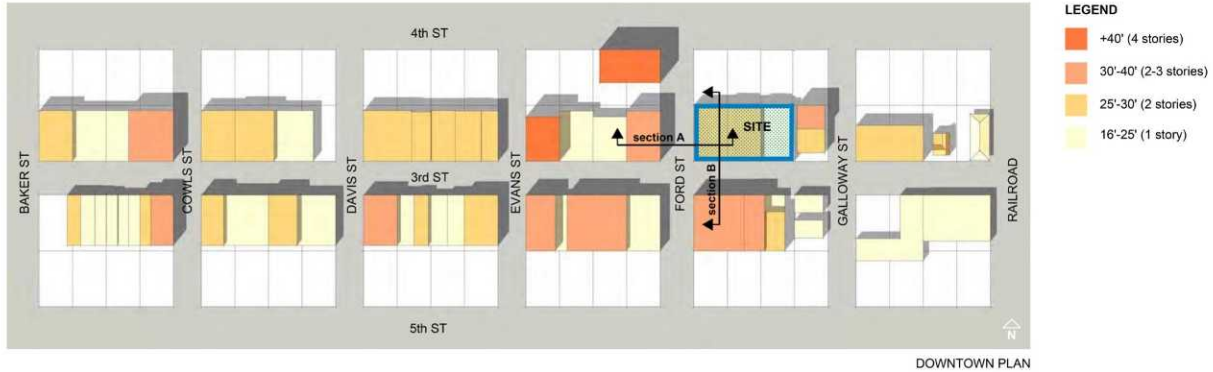 LEGEND
4th ST
+40' (4 stories)
30'-40' (2-3 stories)
25'-30' (2 stories)
16'-25' (1 story)
SITE
section A
BAKER ST
COWLS ST
DAVIS ST
EVANS ST
FORD ST
section B
GALLOWAY ST
RAILROAD
3rd ST
5th ST
N
DOWNTOWN PLAN